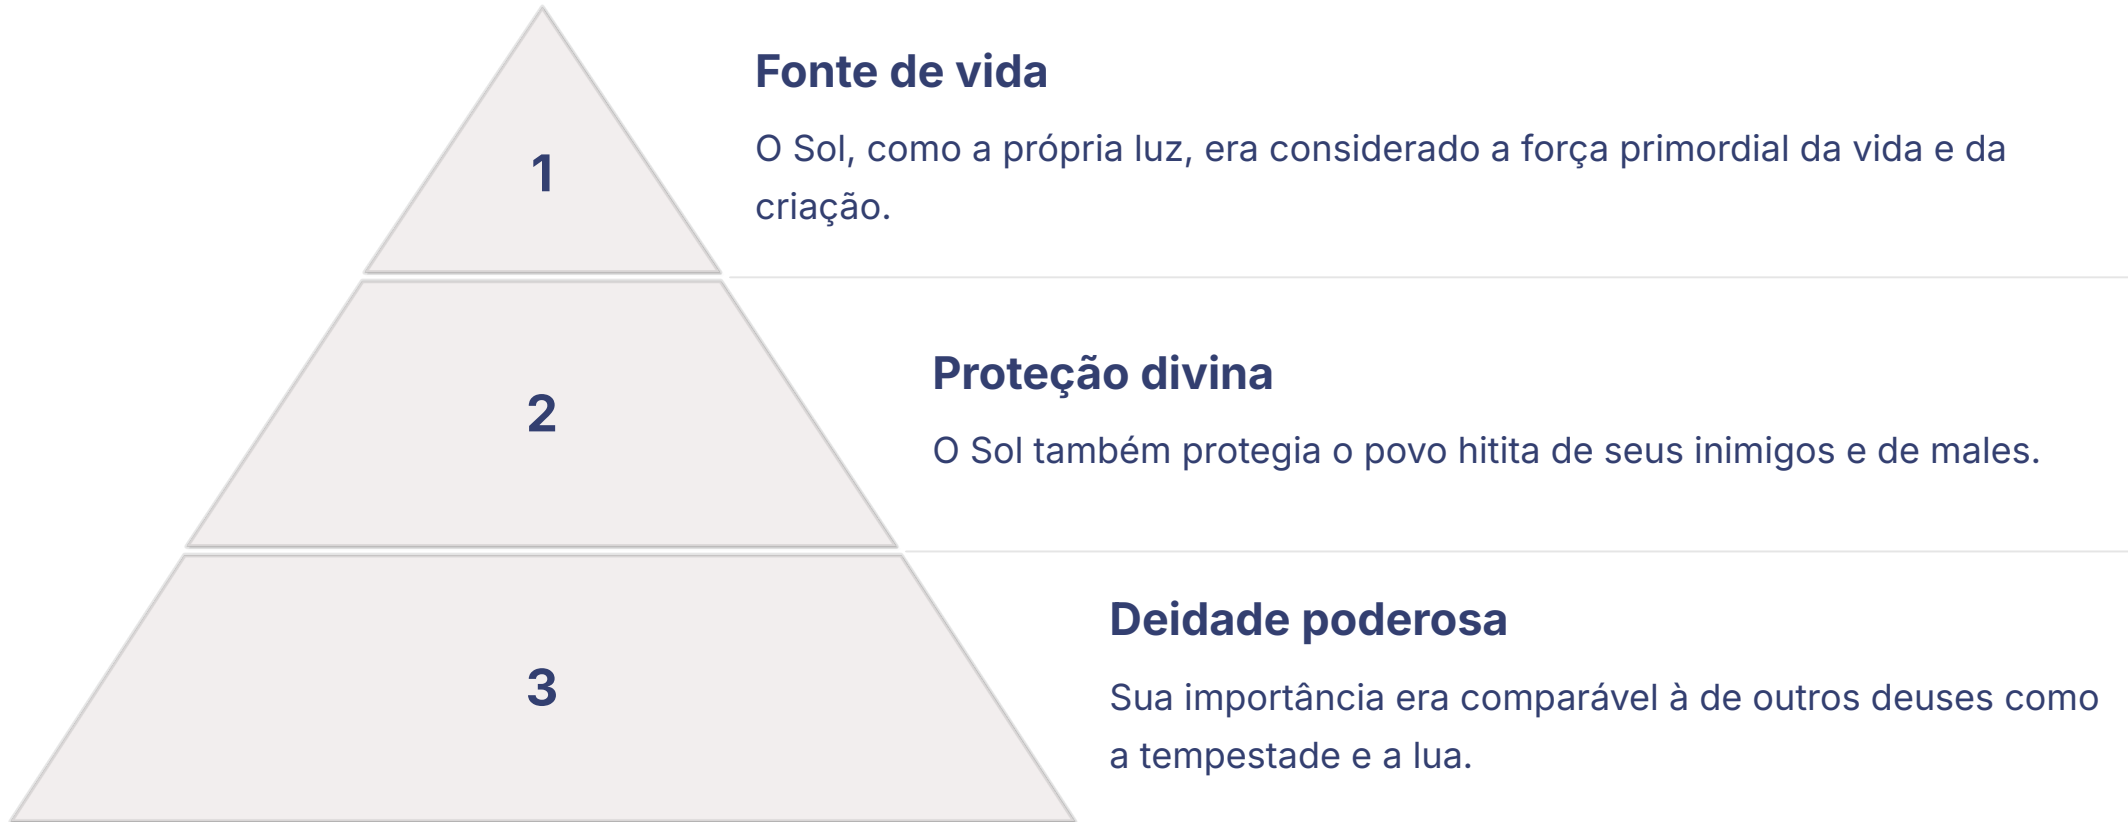 1
Fonte de vida
O Sol, como a própria luz, era considerado a força primordial da vida e da
criação.
2
Proteção divina
O Sol também protegia o povo hitita de seus inimigos e de males.
3
Deidade poderosa
Sua importância era comparável à de outros deuses como
a tempestade e a lua.